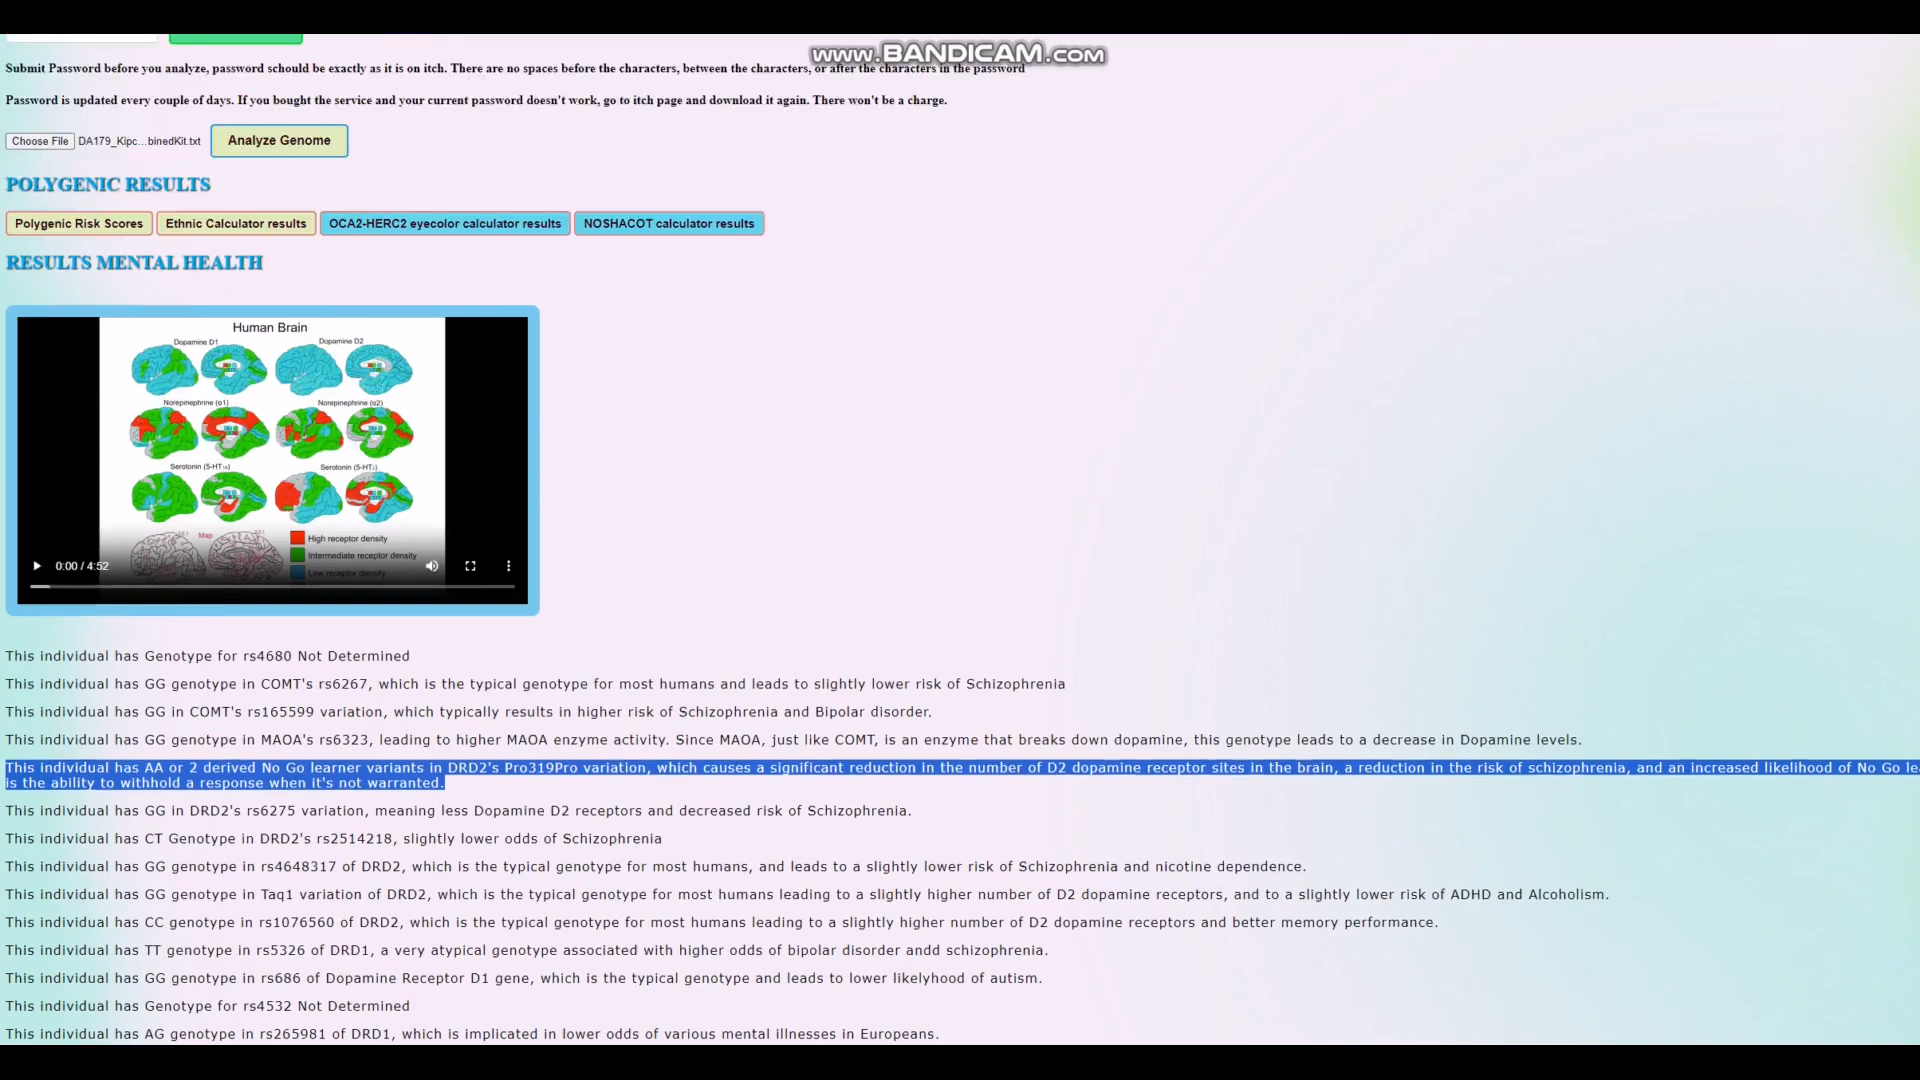 www.BANDICAM.com
Submit Password before you analyze, password schould be exactly as it is on itch. There are no spaces before the characters, between the characters, or after the characters in the password
Password is updated every couple of days. If you bought the service and your current password doesn't work, go to itch page and download it again. There won't be a charge.
Choose File DA179_Kipc...binedKit.txt Analyze Genome
POLYGENIC RESULTS
Polygenic Risk Scores Ethnic Calculator results OCA2-HERC2 eyecolor calculator results NOSHACOT calculator results
RESULTS MENTAL HEALTH
Human Brain
Dopamine D1 Dopamine D2
Norepinephrine (α1) Norepinephrine (α2)
Serotonin (5-HT1A) Serotonin (5-HT2)
Map
High receptor density
Intermediate receptor density
Low receptor density
0:00 / 4:52
This individual has Genotype for rs4680 Not Determined
This individual has GG genotype in COMT's rs6267, which is the typical genotype for most humans and leads to slightly lower risk of Schizophrenia
This individual has GG in COMT's rs165599 variation, which typically results in higher risk of Schizophrenia and Bipolar disorder.
This individual has GG genotype in MAOA's rs6323, leading to higher MAOA enzyme activity. Since MAOA, just like COMT, is an enzyme that breaks down dopamine, this genotype leads to a decrease in Dopamine levels.
This individual has AA or 2 derived No Go learner variants in DRD2's Pro319Pro variation, which causes a significant reduction in the number of D2 dopamine receptor sites in the brain, a reduction in the risk of schizophrenia, and an increased likelihood of No Go le
is the ability to withhold a response when it's not warranted.
This individual has GG in DRD2's rs6275 variation, meaning less Dopamine D2 receptors and decreased risk of Schizophrenia.
This individual has CT Genotype in DRD2's rs2514218, slightly lower odds of Schizophrenia
This individual has GG genotype in rs4648317 of DRD2, which is the typical genotype for most humans, and leads to a slightly lower risk of Schizophrenia and nicotine dependence.
This individual has GG genotype in Taq1 variation of DRD2, which is the typical genotype for most humans leading to a slightly higher number of D2 dopamine receptors, and to a slightly lower risk of ADHD and Alcoholism.
This individual has CC genotype in rs1076560 of DRD2, which is the typical genotype for most humans leading to a slightly higher number of D2 dopamine receptors and better memory performance.
This individual has TT genotype in rs5326 of DRD1, a very atypical genotype associated with higher odds of bipolar disorder andd schizophrenia.
This individual has GG genotype in rs686 of Dopamine Receptor D1 gene, which is the typical genotype and leads to lower likelyhood of autism.
This individual has Genotype for rs4532 Not Determined
This individual has AG genotype in rs265981 of DRD1, which is implicated in lower odds of various mental illnesses in Europeans.